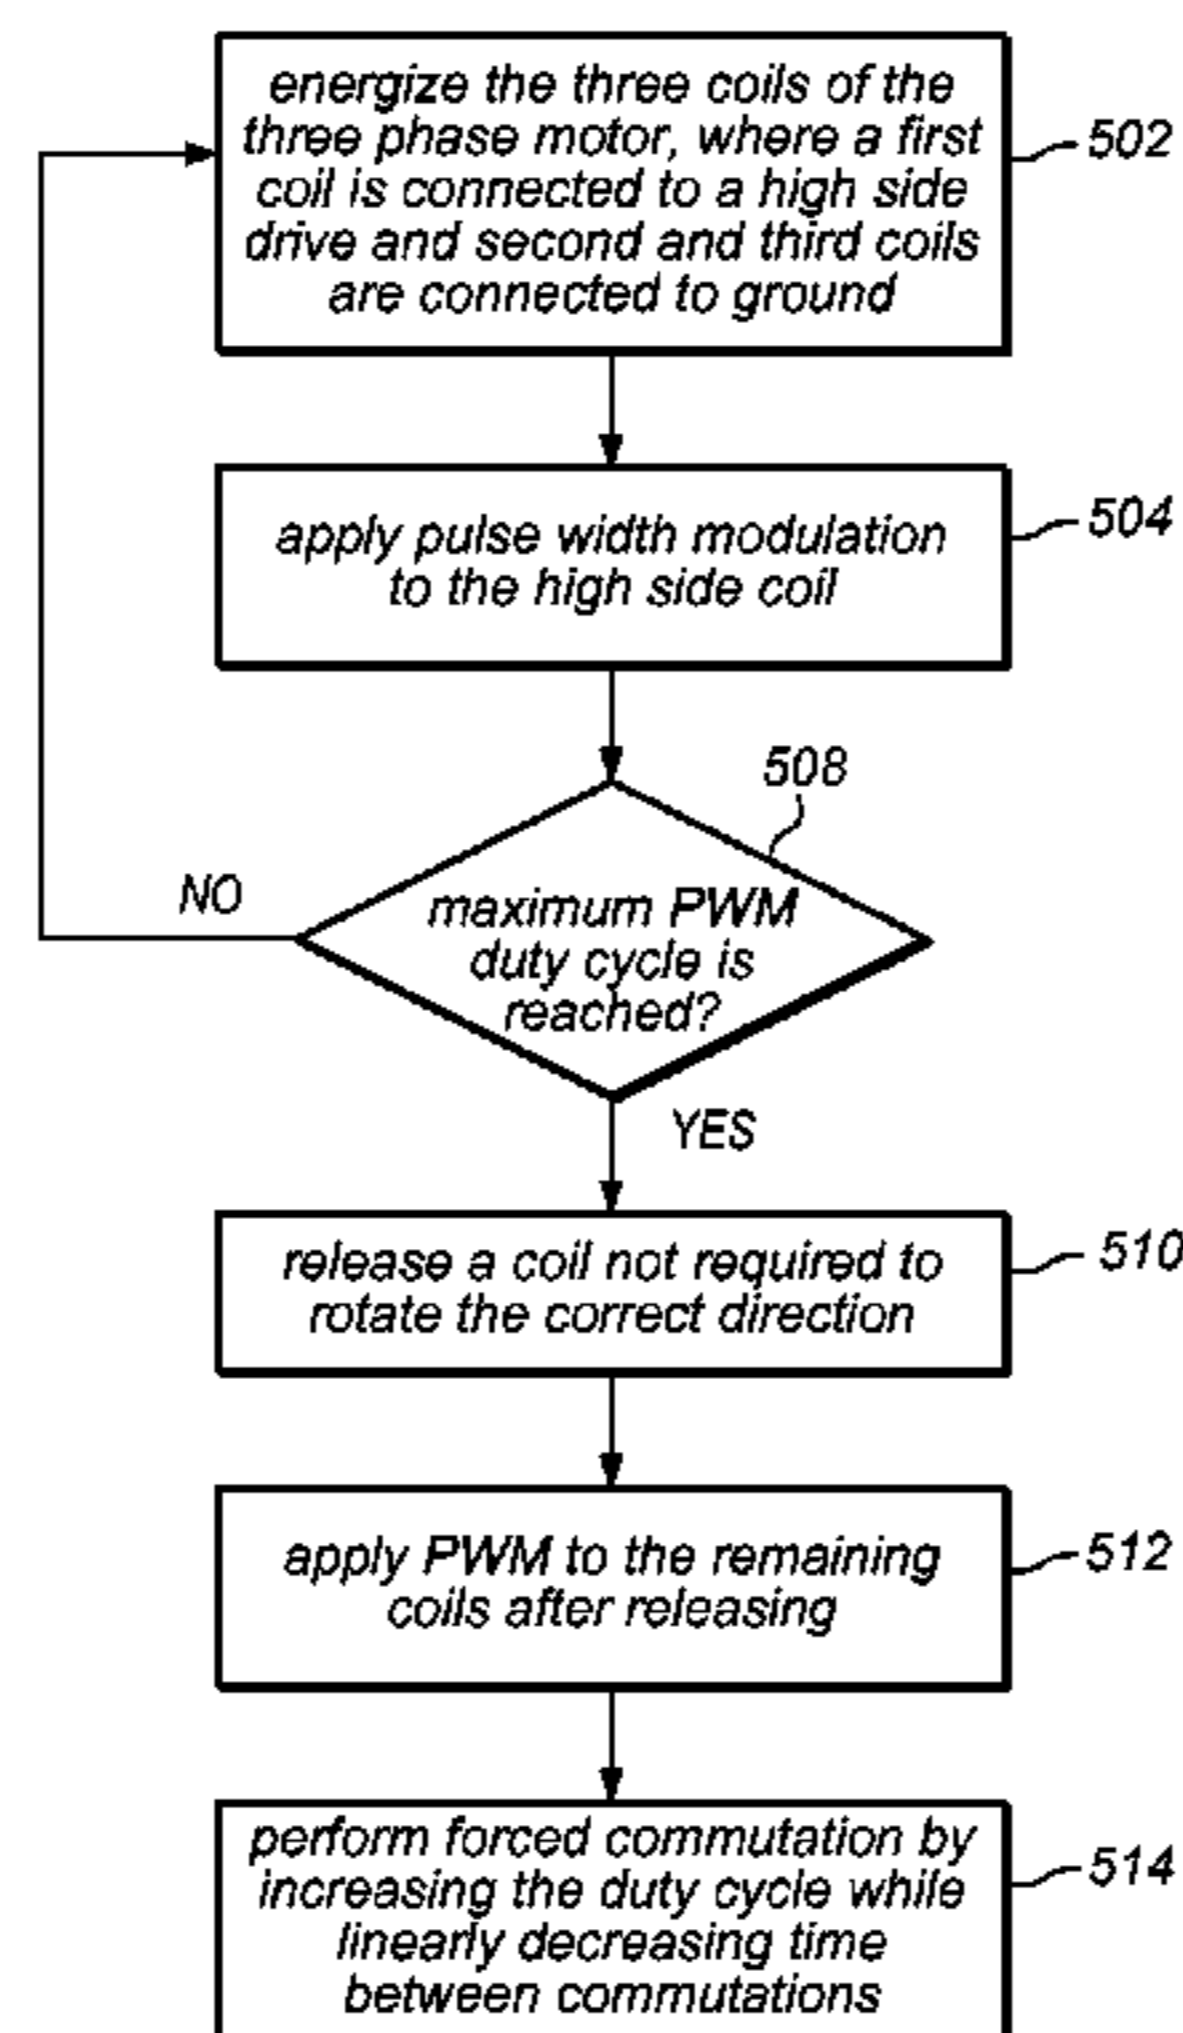 energize the three coils of the
three phase motor, where a first
coil is connected to a high side
drive and second and third coils
are connected to ground
502
apply pulse width modulation
to the high side coil
504
508
maximum PWM
duty cycle is
reached?
NO
YES
release a coil not required to
rotate the correct direction
510
apply PWM to the remaining
coils after releasing
512
perform forced commutation by
increasing the duty cycle while
linearly decreasing time
between commutations
514